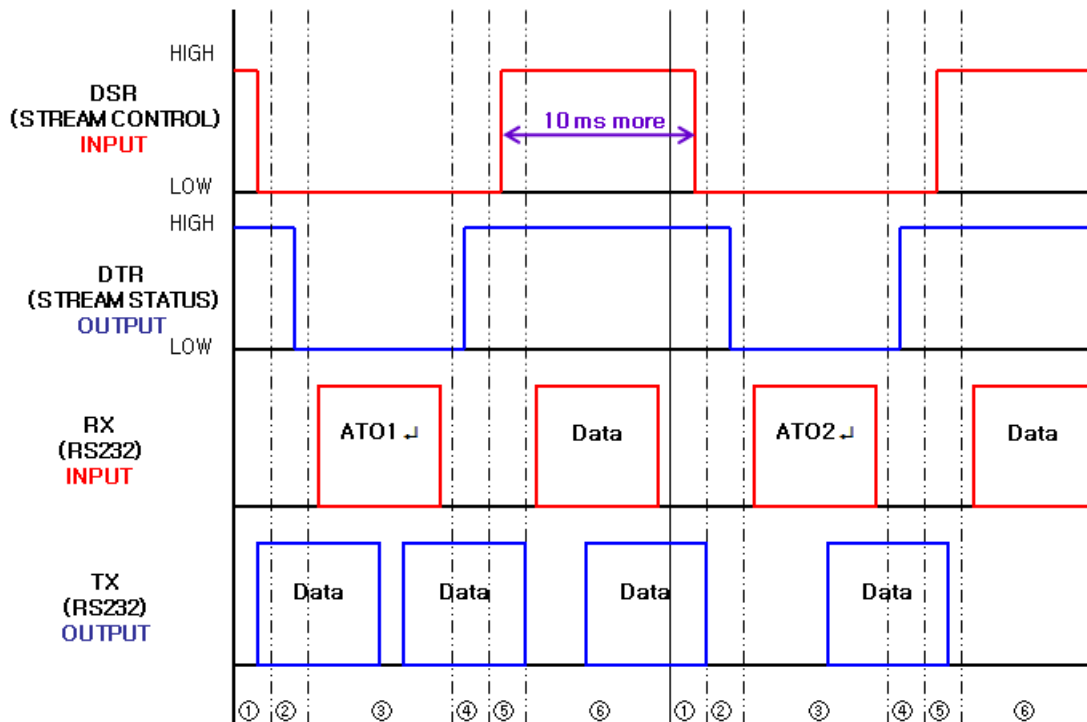 HIGH
DSR
(STREAM CONTROL)
INPUT
10 ms more
LOW
HIGH
DTR
(STREAM STATUS)
OUTPUT
LOW
RX
(RS232)
INPUT
ATO1 ↵
Data
ATO2 ↵
Data
TX
(RS232)
OUTPUT
Data
Data
Data
Data
① ② ③ ④ ⑤ ⑥ ① ② ③ ④ ⑤ ⑥